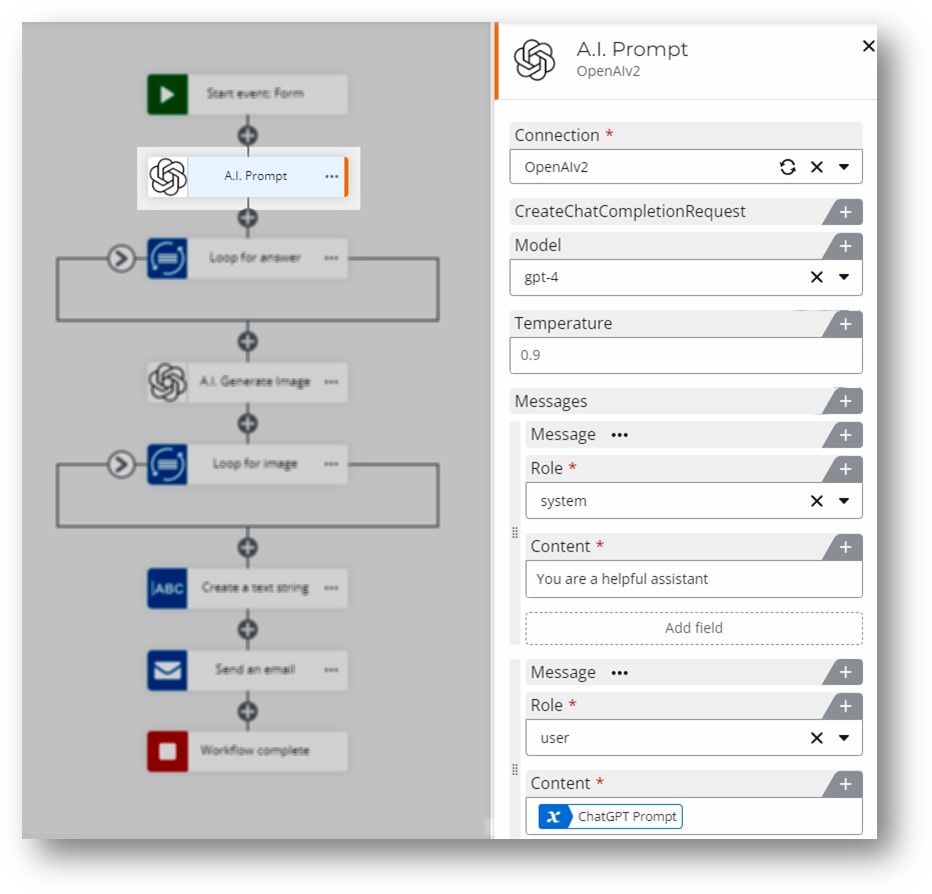 Start event: Form
A.I. Prompt
Loop for answer
A.I. Generate Image
Loop for image
ABC
Create a text string
Send an email
Workflow complete
A.I. Prompt
OpenAIv2
Connection *
OpenAIv2
CreateChatCompletionRequest
Model
gpt-4
Temperature
0.9
Messages
Message
Role *
system
Content *
You are a helpful assistant
Add field
Message
Role *
user
Content *
x ChatGPT Prompt